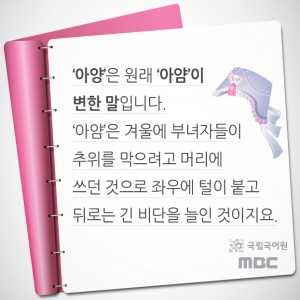 ‘아양’은 원래 ‘아얌’이
변한 말입니다.
‘아얌’은 겨울에 부녀자들이
추위를 막으려고 머리에
쓰던 것으로 좌우에 털이 붙고
뒤로는 긴 비단을 늘인 것이지요.
국립국어원
MBC